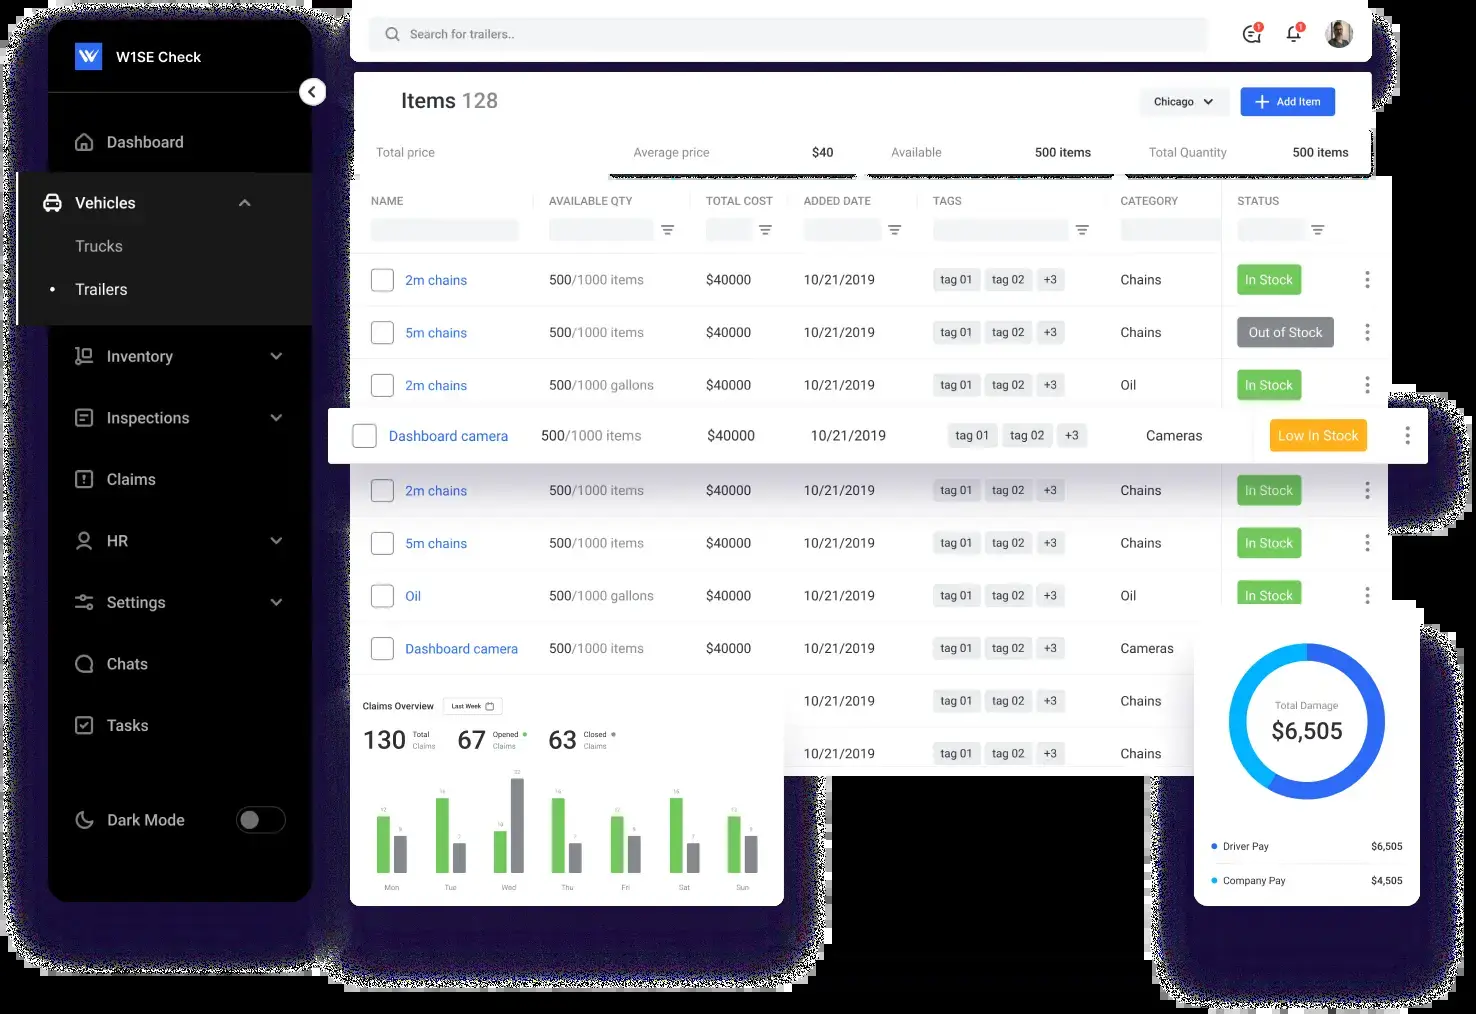 W1SE Check
Dashboard
Vehicles
Trucks
Trailers
Inventory
Inspections
Claims
HR
Settings
Chats
Tasks
Dark Mode
Search for trailers..
1 1
Items 128
Chicago
Add Item
Total price
Average price $40
Available 500 items
Total Quantity 500 items
NAME AVAILABLE QTY TOTAL COST ADDED DATE TAGS CATEGORY STATUS
2m chains 500/1000 items $40000 10/21/2019 tag 01 tag 02 +3 Chains In Stock
5m chains 500/1000 items $40000 10/21/2019 tag 01 tag 02 +3 Chains Out of Stock
2m chains 500/1000 gallons $40000 10/21/2019 tag 01 tag 02 +3 Oil In Stock
Dashboard camera 500/1000 items $40000 10/21/2019 tag 01 tag 02 +3 Cameras Low In Stock
2m chains 500/1000 items $40000 10/21/2019 tag 01 tag 02 +3 Chains In Stock
5m chains 500/1000 items $40000 10/21/2019 tag 01 tag 02 +3 Chains In Stock
Oil 500/1000 gallons $40000 10/21/2019 tag 01 tag 02 +3 Oil In Stock
Dashboard camera 500/1000 items $40000 10/21/2019 tag 01 tag 02 +3 Cameras
10/21/2019 tag 01 tag 02 +3 Chains
10/21/2019 tag 01 tag 02 +3 Chains
Claims Overview Last Week
130 Total Claims
67 Opened Claims
63 Closed Claims
Mon Tue Wed Thu Fri Sat Sun
Total Damage
$6,505
Driver Pay $6,505
Company Pay $4,505